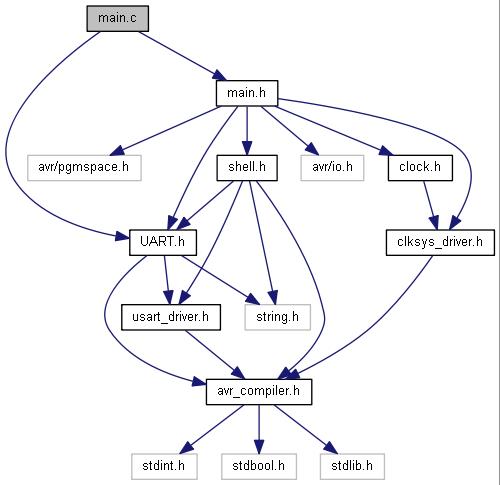 main.c
main.h
avr/pgmspace.h
shell.h
avr/io.h
clock.h
UART.h
clksys_driver.h
usart_driver.h
string.h
avr_compiler.h
stdint.h
stdbool.h
stdlib.h